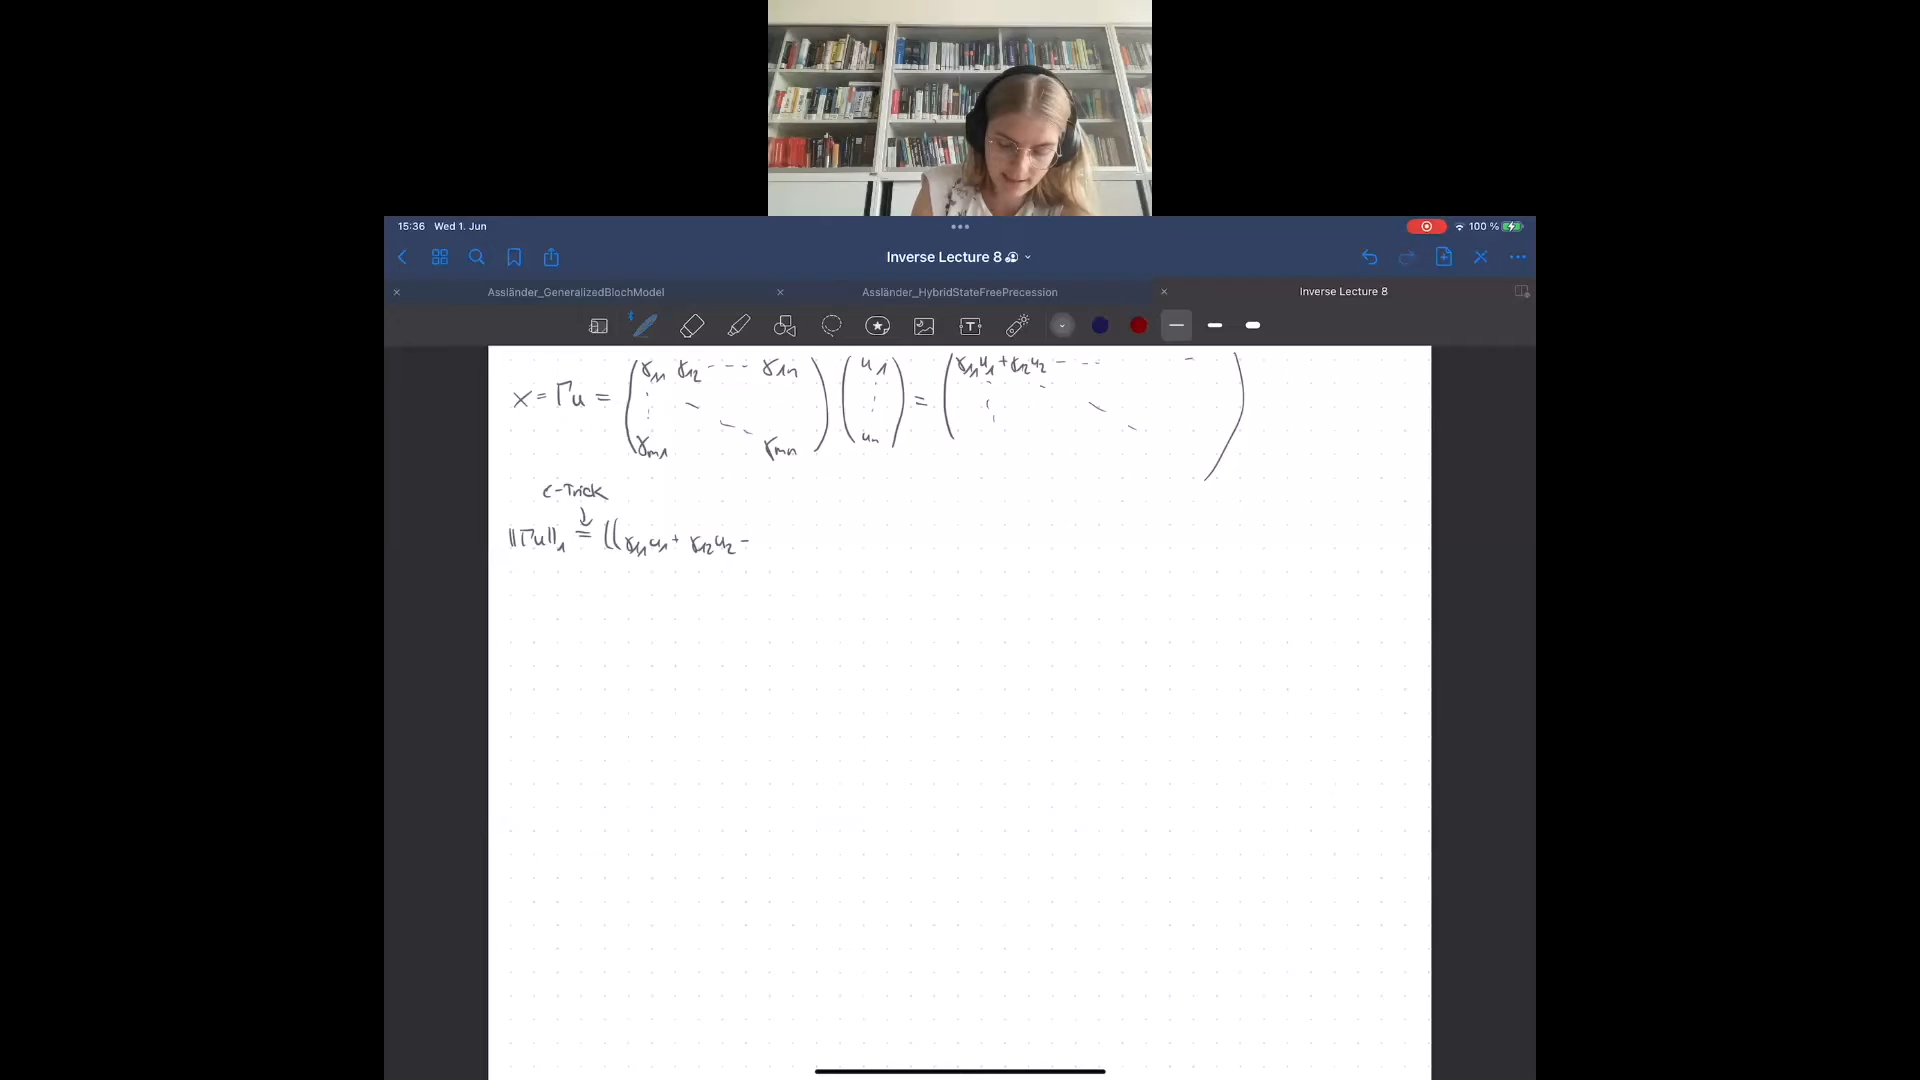 15:36 Wed 1. Jun
100 %
Inverse Lecture 8
Assländer_GeneralizedBlochModel
Assländer_HybridStateFreePrecession
Inverse Lecture 8
x = Γu = (γ11 γ12 - - - γ1n γm1 γmn) (u1 un) = (γ11u1 + γ12u2 - - -
ε-Trick
↓
||Γu||1 = ((γ11u1 + γ12u2 -